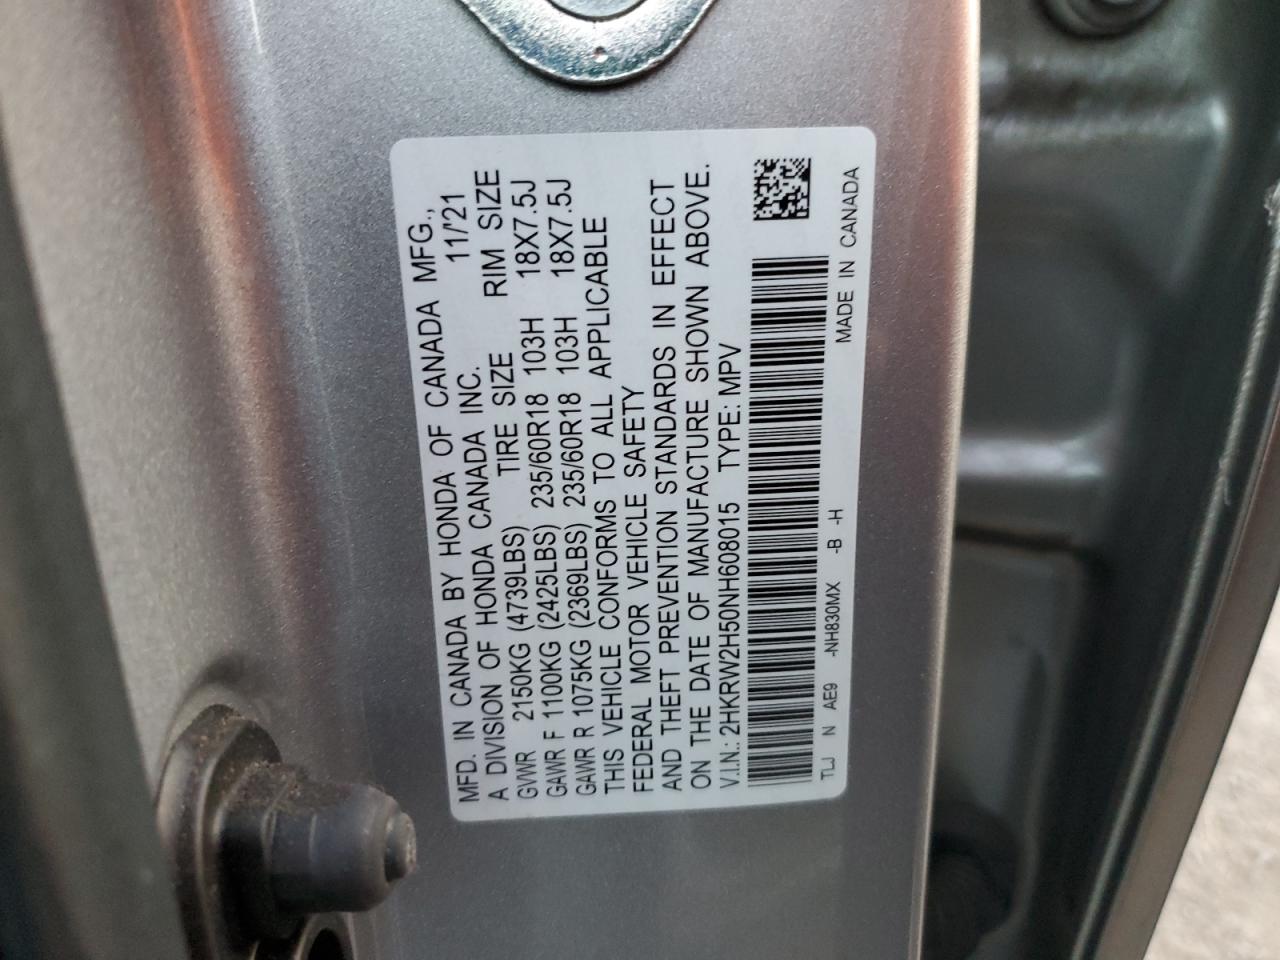 MFD. IN CANADA BY HONDA OF CANADA MFG.,
A DIVISION OF HONDA CANADA INC. 11/'21
GVWR 2150KG (4739LBS) TIRE SIZE RIM SIZE
GAWR F 1100KG (2425LBS) 235/60R18 103H 18X7.5J
GAWR R 1075KG (2369LBS) 235/60R18 103H 18X7.5J
THIS VEHICLE CONFORMS TO ALL APPLICABLE
FEDERAL MOTOR VEHICLE SAFETY
AND THEFT PREVENTION STANDARDS IN EFFECT
ON THE DATE OF MANUFACTURE SHOWN ABOVE.
V.I.N.: 2HKRW2H50NH608015 TYPE: MPV
TLJ N AE9 -NH830MX -B -H MADE IN CANADA